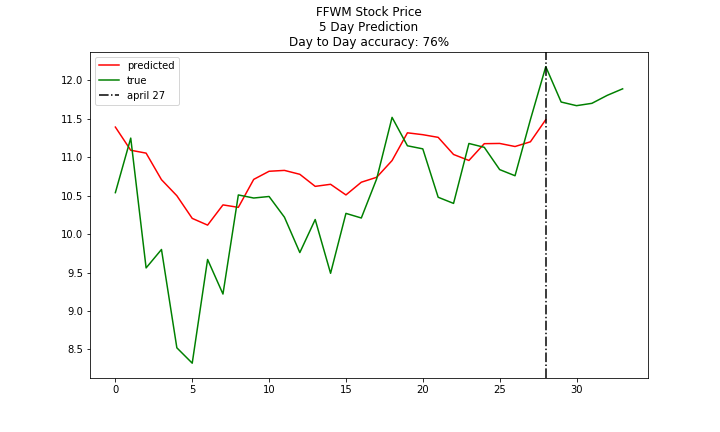 FFWM Stock Price
5 Day Prediction
Day to Day accuracy: 76%
predicted
true
april 27
12.0
11.5
11.0
10.5
10.0
9.5
9.0
8.5
0 5 10 15 20 25 30